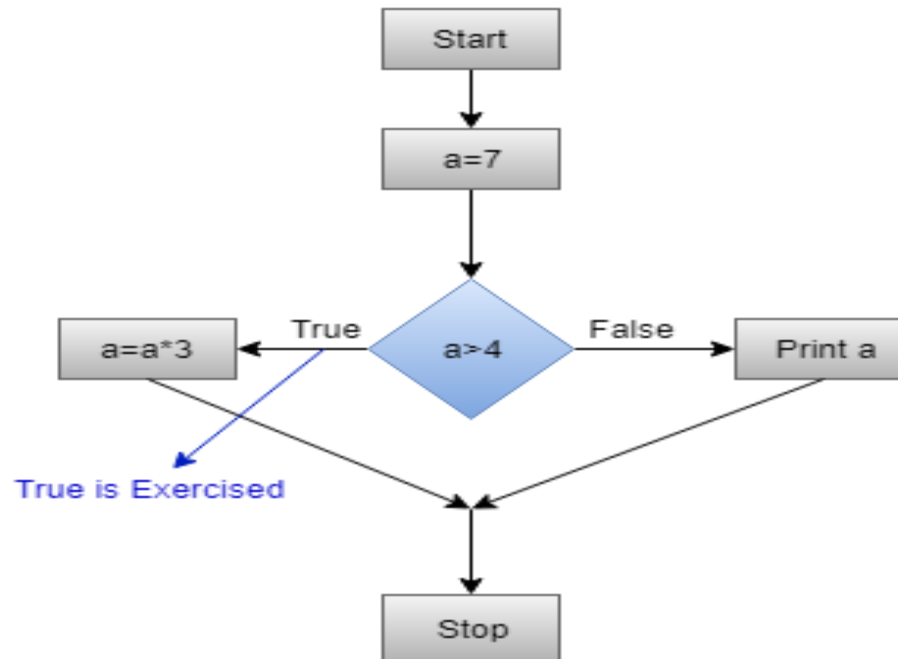 Start
a=7
a>4
True
False
a=a*3
Print a
True is Exercised
Stop